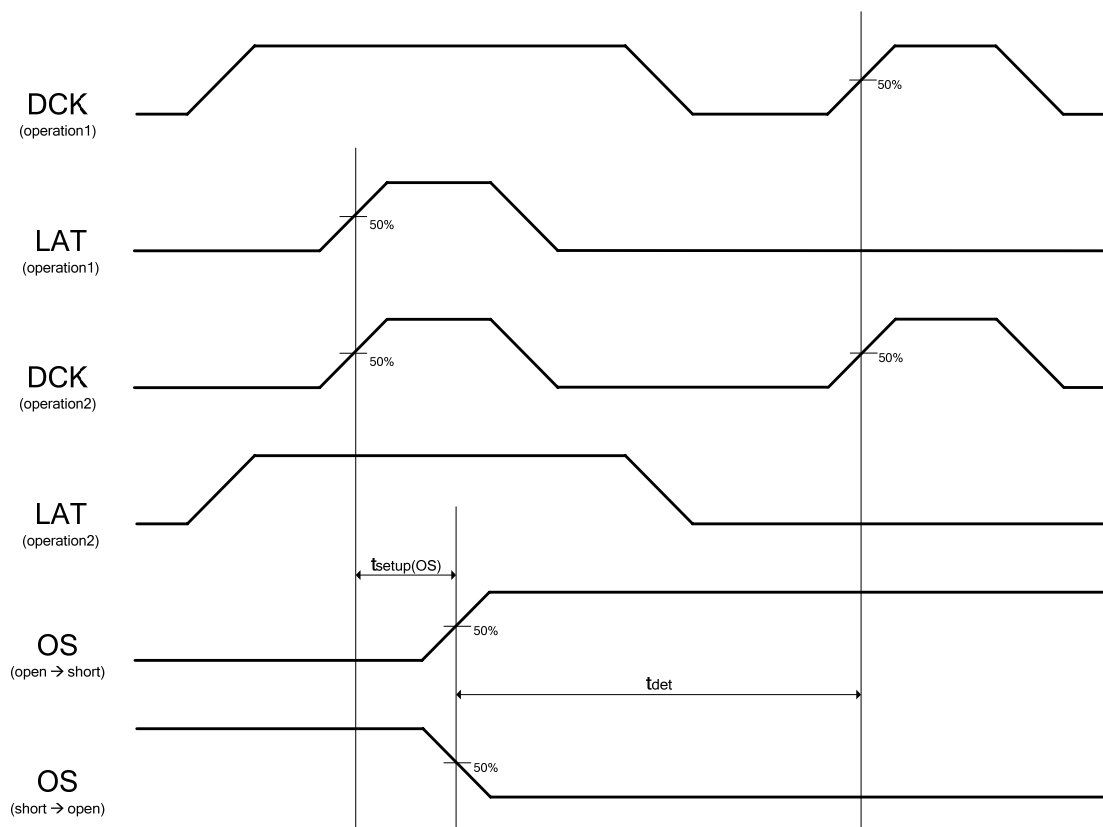 DCK
(operation1)
50%
LAT
(operation1)
50%
DCK
(operation2)
50%
50%
LAT
(operation2)
tsetup(OS)
OS
(open → short)
50%
tdet
OS
(short → open)
50%